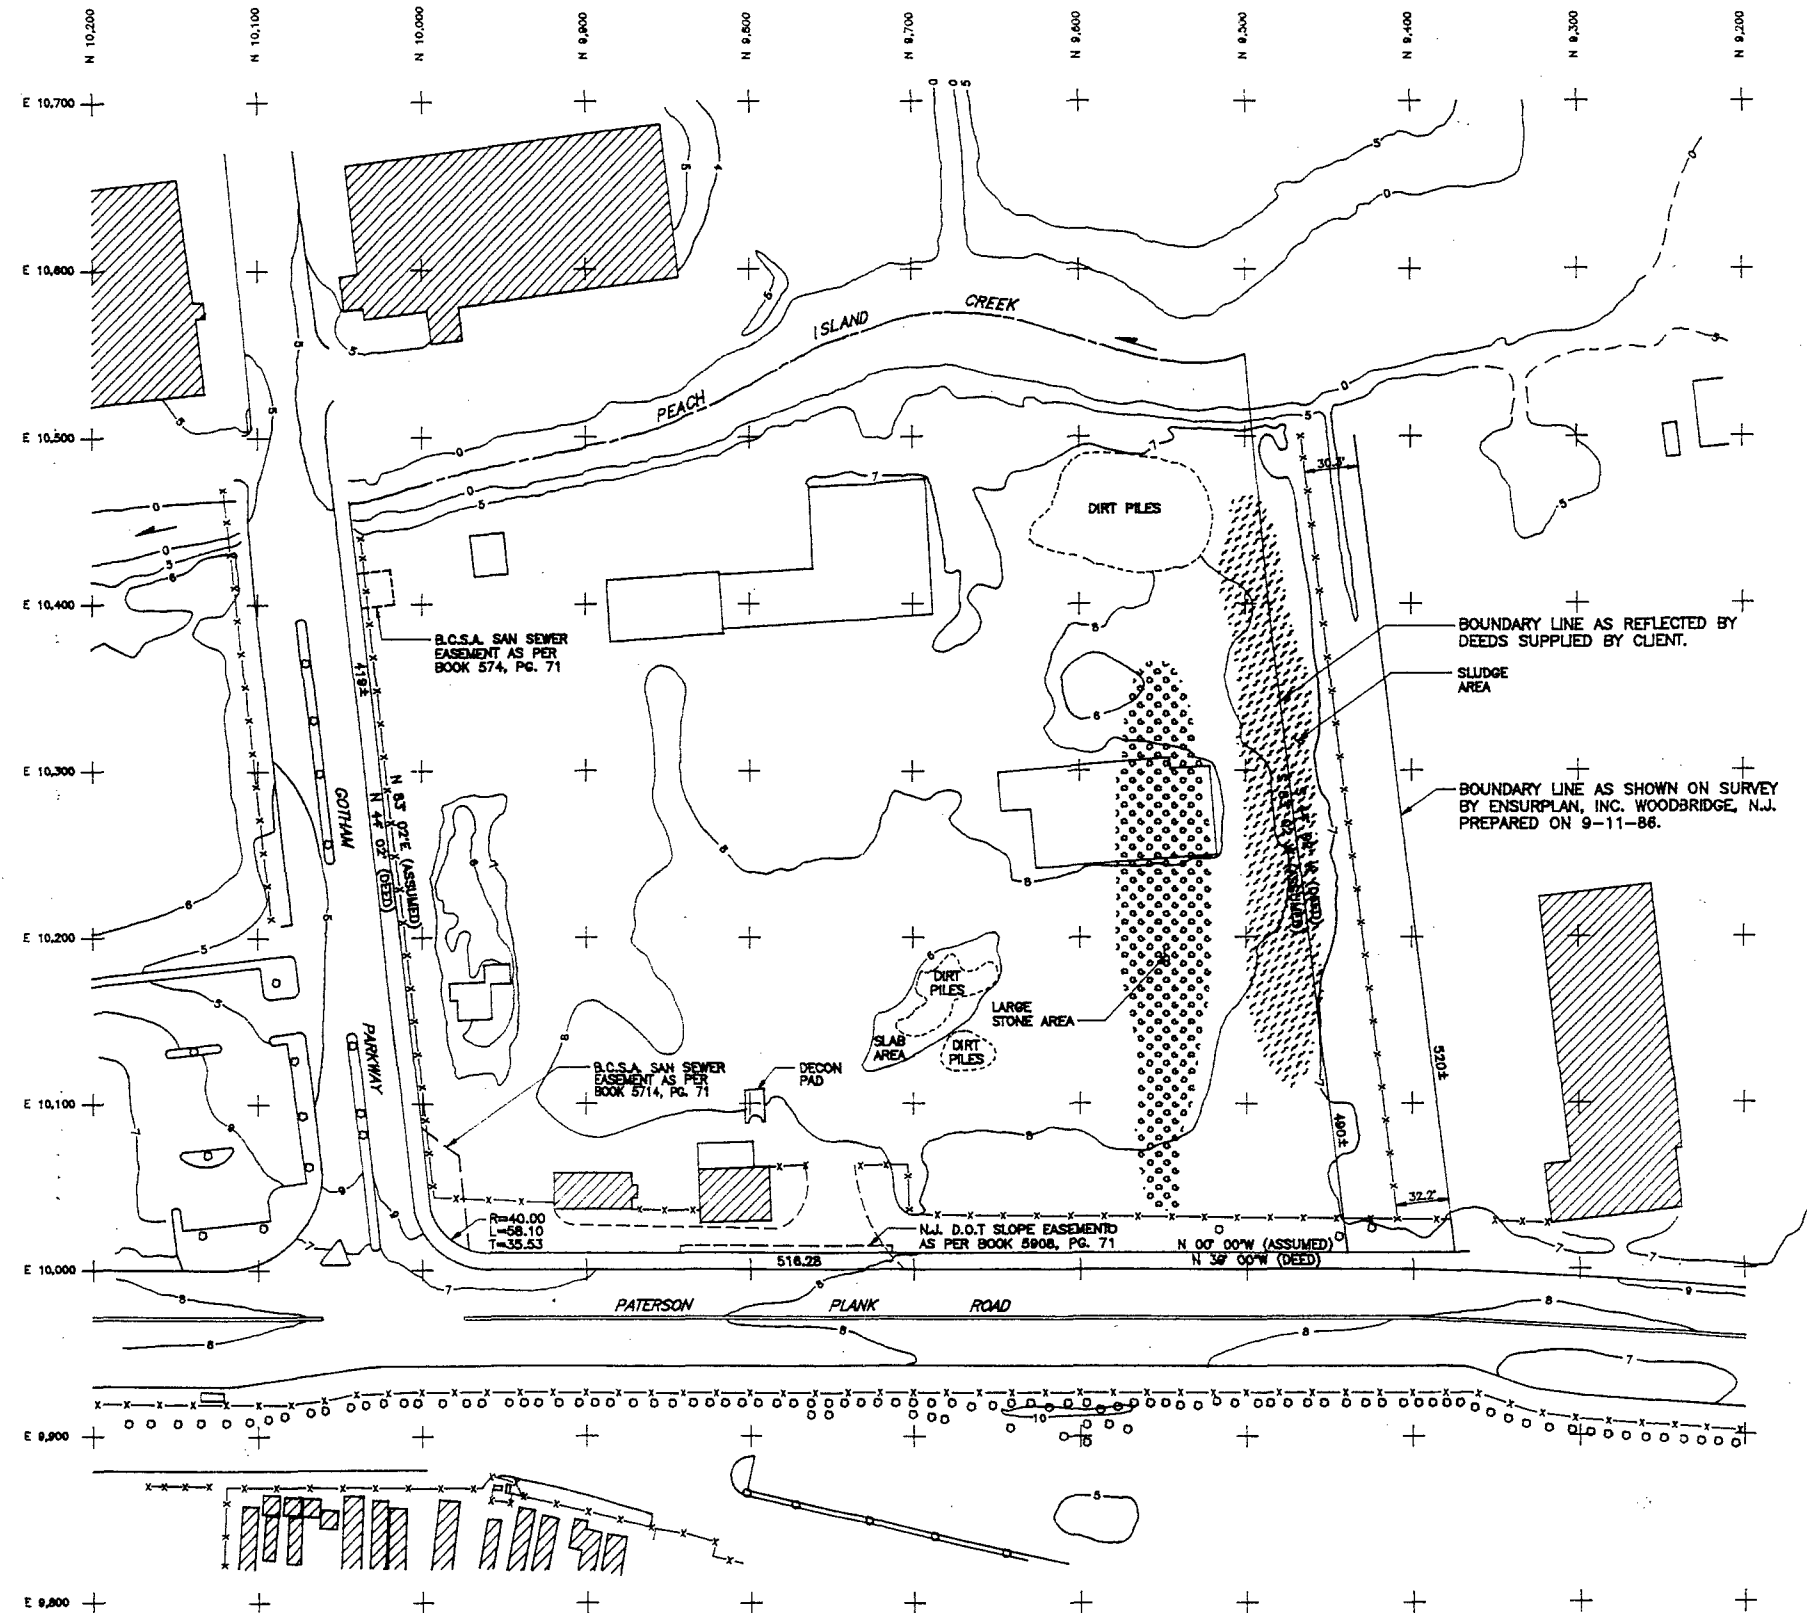 N 10,200
N 10,100
N 10,000
N 9,900
N 9,800
N 9,700
N 9,600
N 9,500
N 9,400
N 9,300
N 9,200
E 10,700
E 10,600
E 10,500
E 10,400
E 10,300
E 10,200
E 10,100
E 10,000
E 9,900
E 9,800
PEACH ISLAND CREEK
DIRT PILES
30.3'
B.C.S.A. SAN SEWER
EASEMENT AS PER
BOOK 574, PG. 71
419±
BOUNDARY LINE AS REFLECTED BY
DEEDS SUPPLIED BY CLIENT.
SLUDGE
AREA
BOUNDARY LINE AS SHOWN ON SURVEY
BY ENSURPLAN, INC. WOODBRIDGE, N.J.
PREPARED ON 9-11-86.
GOTHAM PARKWAY
N 83° 02'E (ASSUMED)
N 44° 02' (DEED)
DIRT
PILES
LARGE
STONE AREA
SLAB
AREA
DIRT
PILES
B.C.S.A. SAN SEWER
EASEMENT AS PER
BOOK 5714, PG. 71
DECON
PAD
520±
490±
32.2'
R=40.00
L=58.10
T=35.53
N.J. D.O.T SLOPE EASEMENTO
AS PER BOOK 5908, PG. 71
N 00° 00'W (ASSUMED)
N 39° 00'W (DEED)
516.28
PATERSON PLANK ROAD